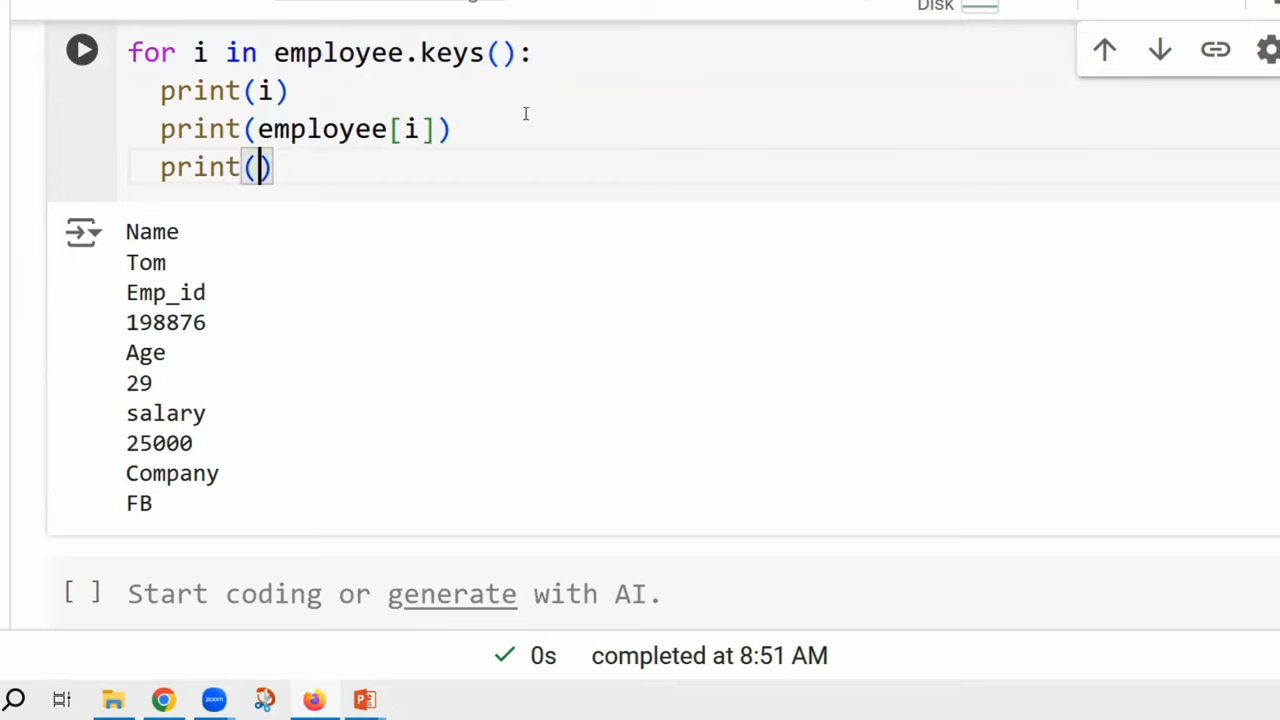 Disk
for i in employee.keys():
print(i)
print(employee[i])
print()
Name
Tom
Emp_id
198876
Age
29
salary
25000
Company
FB
[ ] Start coding or generate with AI.
0s completed at 8:51 AM
zoom